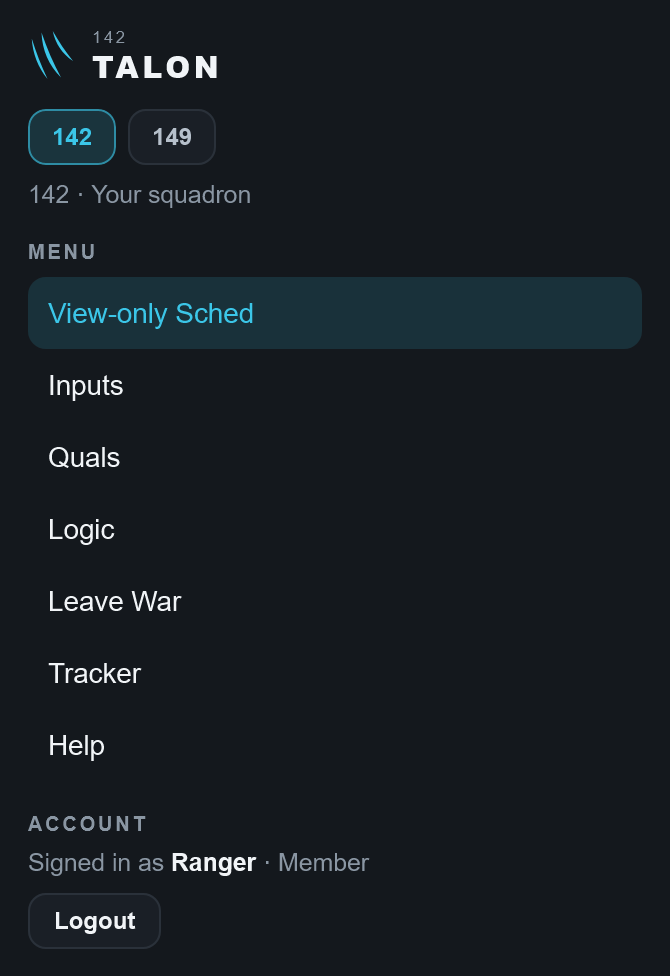 142
TALON
142 149
142 · Your squadron
MENU
View-only Sched
Inputs
Quals
Logic
Leave War
Tracker
Help
ACCOUNT
Signed in as Ranger · Member
Logout